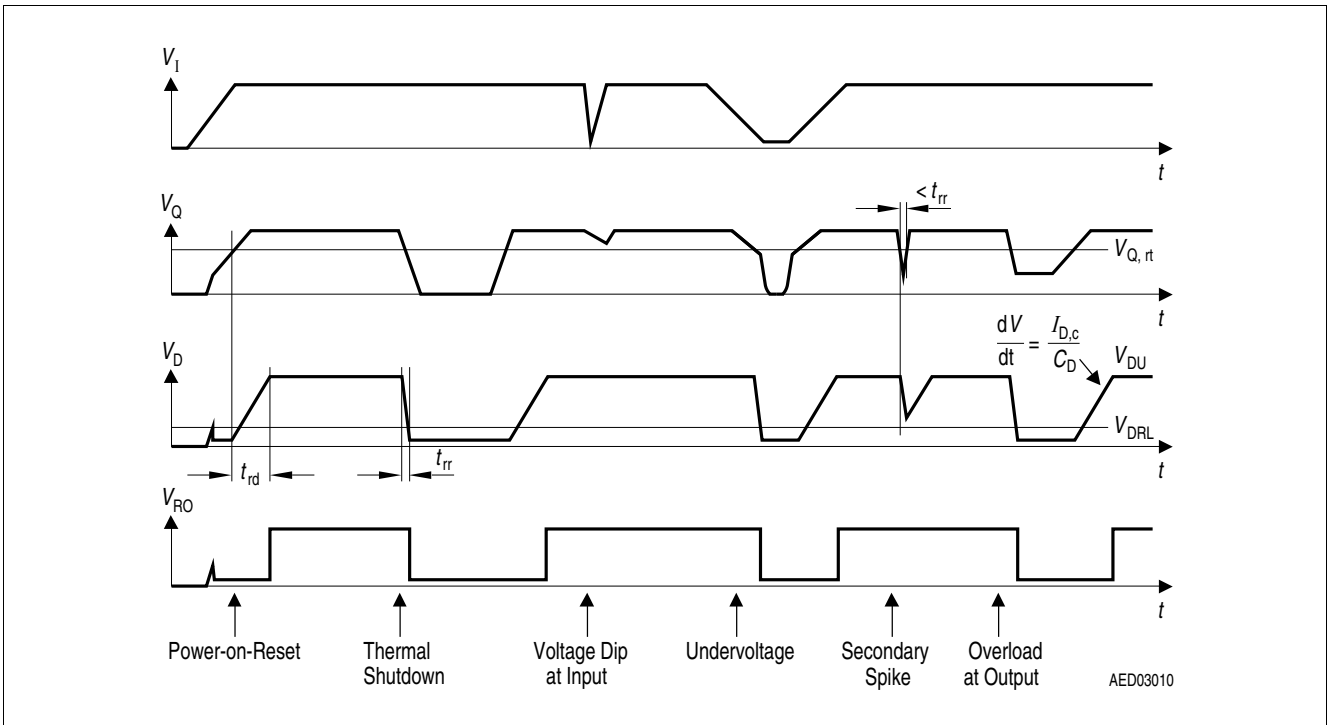 V_I
t
V_Q
< t_rr
V_Q, rt
t
dV/dt = I_D,c/C_D
V_D
V_DU
V_DRL
t_rd
t_rr
t
V_RO
t
Power-on-Reset
Thermal
Shutdown
Voltage Dip
at Input
Undervoltage
Secondary
Spike
Overload
at Output
AED03010